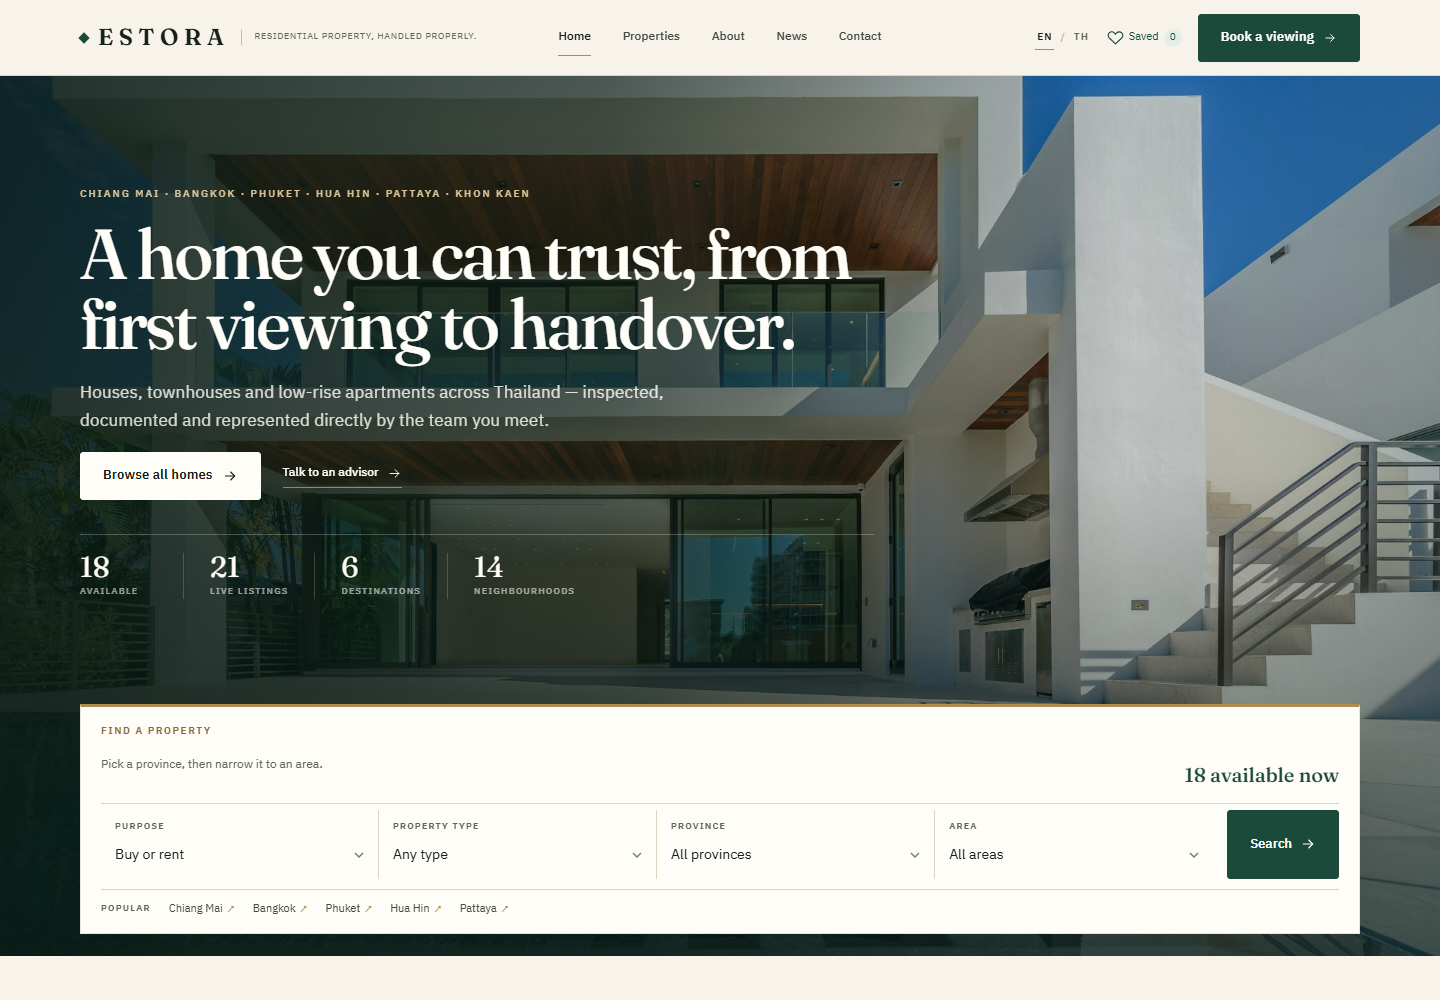 ESTORA
RESIDENTIAL PROPERTY, HANDLED PROPERLY.
Home
Properties
About
News
Contact
EN / TH
Saved 0
Book a viewing →
CHIANG MAI · BANGKOK · PHUKET · HUA HIN · PATTAYA · KHON KAEN
A home you can trust, from
first viewing to handover.
Houses, townhouses and low-rise apartments across Thailand — inspected,
documented and represented directly by the team you meet.
Browse all homes →
Talk to an advisor →
18
AVAILABLE
21
LIVE LISTINGS
6
DESTINATIONS
14
NEIGHBOURHOODS
FIND A PROPERTY
Pick a province, then narrow it to an area.
18 available now
PURPOSE
Buy or rent
PROPERTY TYPE
Any type
PROVINCE
All provinces
AREA
All areas
Search →
POPULAR
Chiang Mai ↗
Bangkok ↗
Phuket ↗
Hua Hin ↗
Pattaya ↗